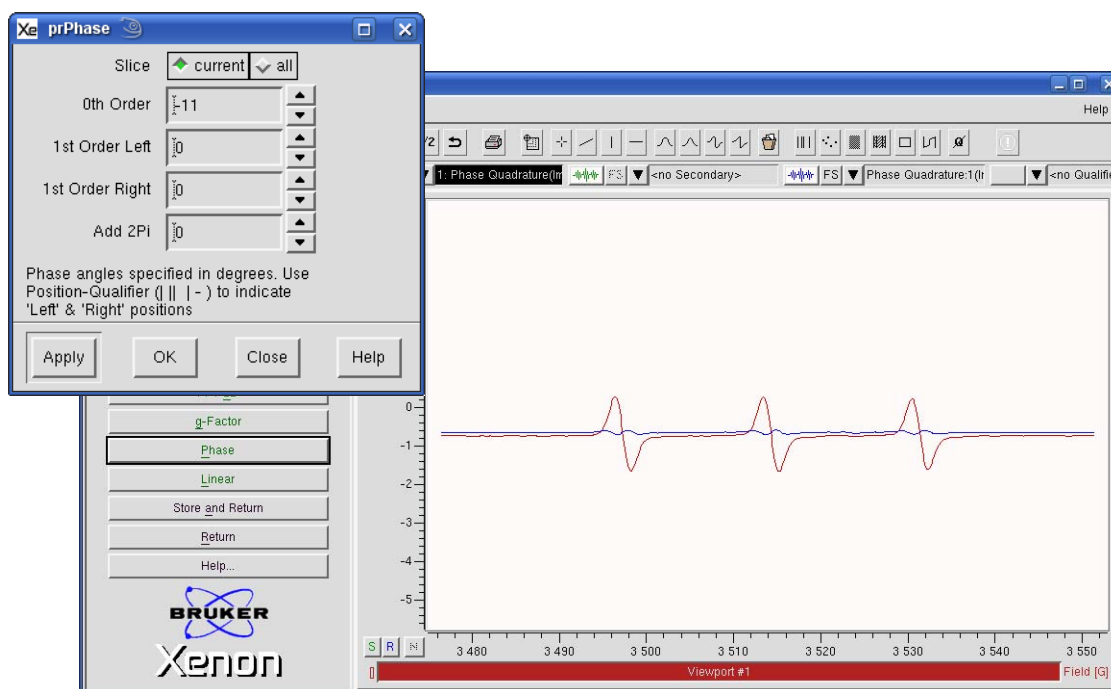 Xe prPhase
Slice current all
0th Order -11
1st Order Left 0
1st Order Right 0
Add 2Pi 0
Phase angles specified in degrees. Use
Position-Qualifier (| || | - ) to indicate
'Left' & 'Right' positions
Apply OK Close Help
Help
1: Phase Quadrature(Im FS <no Secondary> FS Phase Quadrature:1(Ir <no Qualifie
g-Factor
Phase
Linear
Store and Return
Return
Help...
BRUKER
Xenon
0
-1
-2
-3
-4
-5
3 480 3 490 3 500 3 510 3 520 3 530 3 540 3 550
S R N
Viewport #1 Field [G]